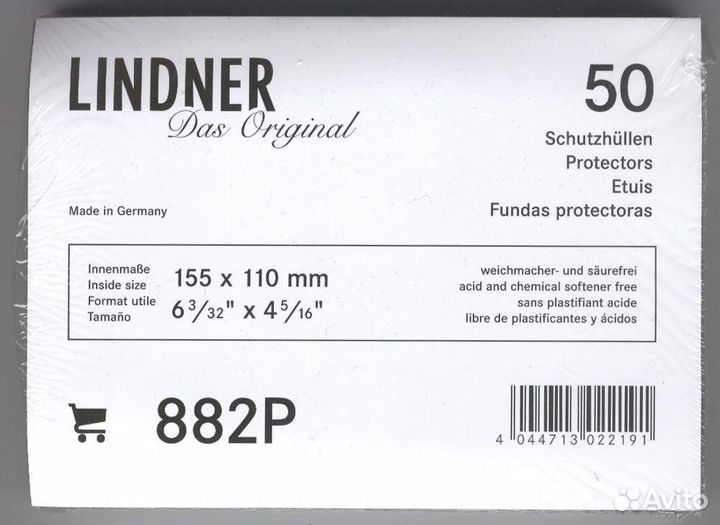 LINDNER
Das Original
50
Schutzhüllen
Protectors
Etuis
Fundas protectoras
Made in Germany
Innenmaße
Inside size
Format utile
Tamaño
155 x 110 mm
6 3/32" x 4 5/16"
weichmacher- und säurefrei
acid and chemical softener free
sans plastifiant acide
libre de plastificantes y ácidos
882P
4 044713 022191
Avito